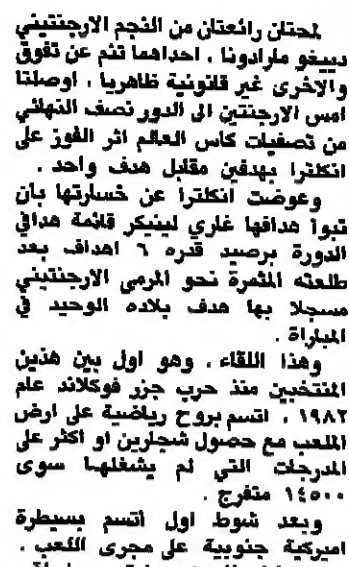 لمحتان رائعتان من النجم الارجنتيني
دييغو مارادونا ، احداهما تنم عن تفوق
والاخرى غير قانونية ظاهريا ، اوصلتا
امس الارجنتين الى الدور نصف النهائي
من تصفيات كاس العالم اثر الفوز على
انكلترا بهدفين مقابل هدف واحد .
وعوضت انكلترا عن خسارتها بان
تبوا هدافها غاري لينيكر قائمة هدافي
الدورة برصيد قدره ٦ اهداف بعد
طلعته المثمرة نحو المرمى الارجنتيني
مسجلا بها هدف بلاده الوحيد في
المباراة .
وهذا اللقاء ، وهو اول بين هذين
المنتخبين منذ حرب جزر فوكلاند عام
١٩٨٢ ، اتسم بروح رياضية على ارض
الملعب مع حصول شجارين او اكثر على
المدرجات التي لم يشغلها سوى
١٤٥٠٠ متفرج .
وبعد شوط اول اتسم بسيطرة
اميركية جنوبية على مجرى اللعب .